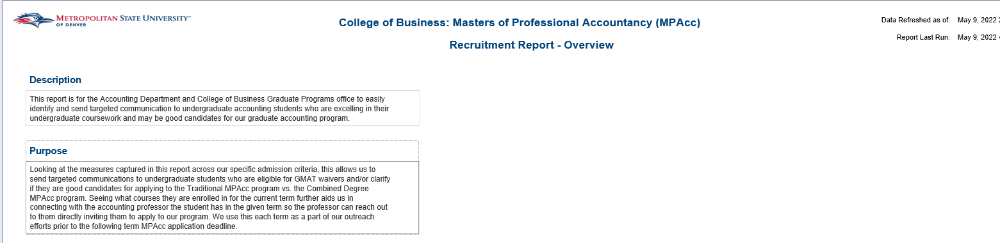 METROPOLITAN STATE UNIVERSITY™
OF DENVER
College of Business: Masters of Professional Accountancy (MPAcc)
Recruitment Report - Overview
Data Refreshed as of: May 9, 2022
Report Last Run: May 9, 2022
Description
This report is for the Accounting Department and College of Business Graduate Programs office to easily
identify and send targeted communication to undergraduate accounting students who are excelling in their
undergraduate coursework and may be good candidates for our graduate accounting program.
Purpose
Looking at the measures captured in this report across our specific admission criteria, this allows us to
send targeted communications to undergraduate students who are eligible for GMAT waivers and/or clarify
if they are good candidates for applying to the Traditional MPAcc program vs. the Combined Degree
MPAcc program. Seeing what courses they are enrolled in for the current term further aids us in
connecting with the accounting professor the student has in the given term so the professor can reach out
to them directly inviting them to apply to our program. We use this each term as a part of our outreach
efforts prior to the following term MPAcc application deadline.